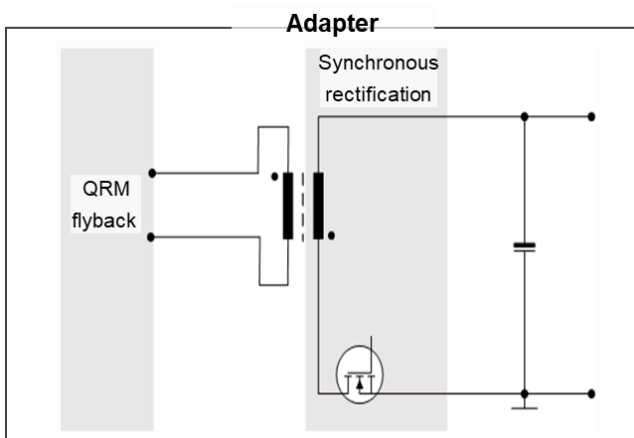 Adapter
Synchronous
rectification
QRM
flyback